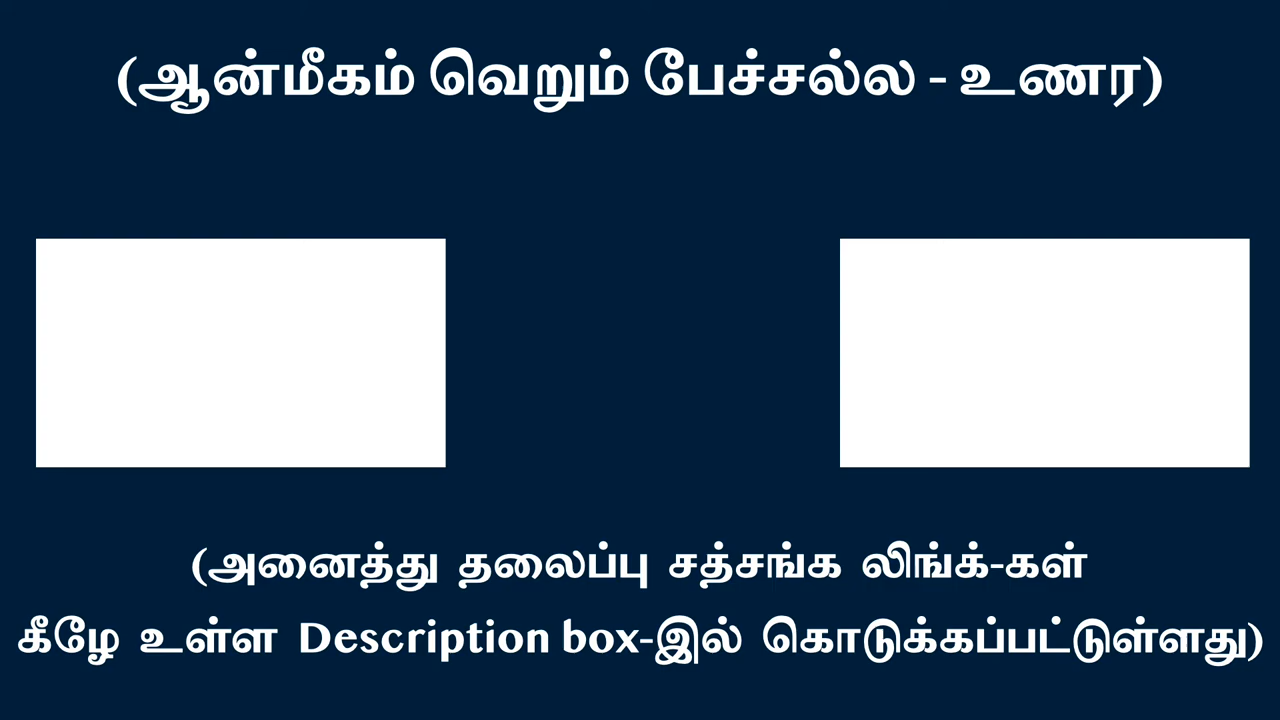 (ஆன்மீகம் வெறும் பேச்சல்ல - உணர)
(அனைத்து தலைப்பு சத்சங்க லிங்க்-கள்
கீழே உள்ள Description box-இல் கொடுக்கப்பட்டுள்ளது)